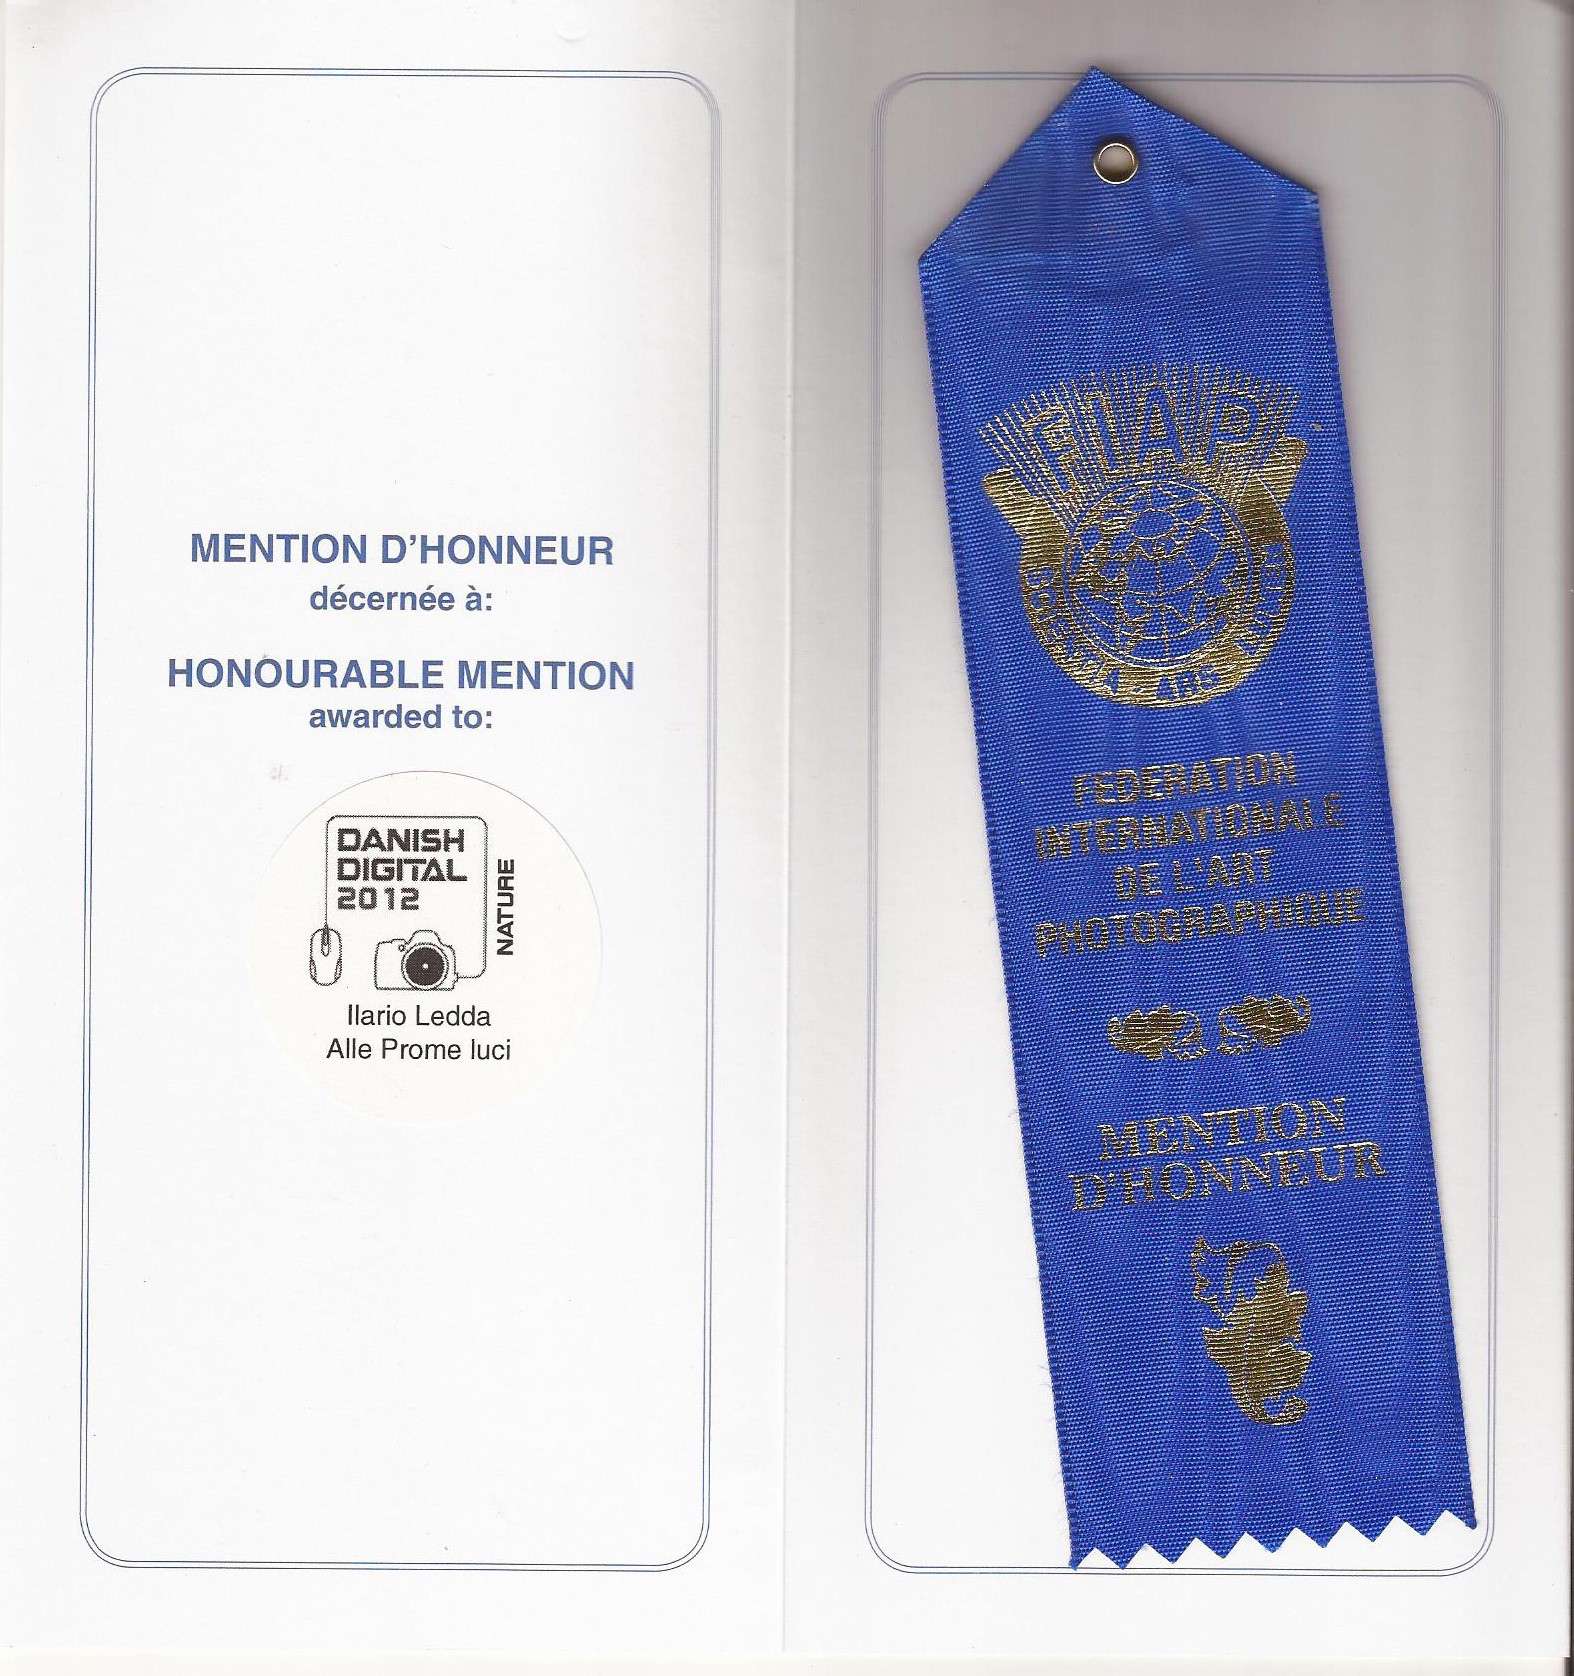 MENTION D'HONNEUR
décernée à:
HONOURABLE MENTION
awarded to:
DANISH
DIGITAL
2012
NATURE
Ilario Ledda
Alle Prome luci
FIAP
ARS
FEDERATION
INTERNATIONALE
DE L'ART
PHOTOGRAPHIQUE
MENTION
D'HONNEUR